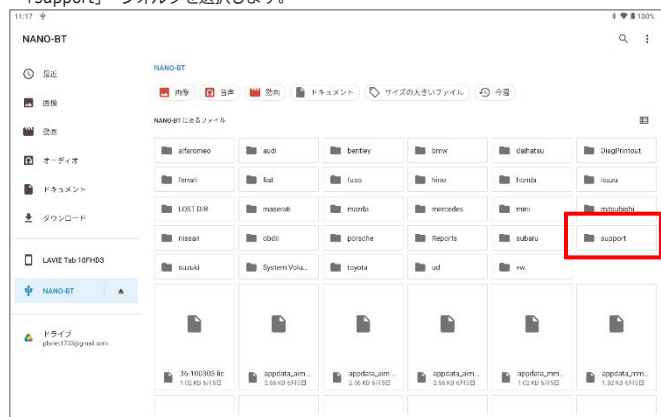 「support」フォルダを選択します。
11:17
100%
NANO-BT
最近
画像
動画
オーディオ
ドキュメント
ダウンロード
LAVIE Tab 10FHD3
NANO-BT
ドライブ
NANO-BT
画像 音声 動画 ドキュメント サイズの大きいファイル 今週
NANO-BT にあるファイル
alfaromeo audi bentley bmw daihatsu DiagPrintout
ferrari fiat fuso hino honda isuzu
LOST.DIR maserati mazda mercedes mini mitsubishi
nissan obdii porsche Reports subaru support
suzuki System Volu... toyota ud vw
36-100303.lic appdata_aim... appdata_aim... appdata_aim... appdata_mm... appdata_mm...
1.02 KB 6月5日 2.56 KB 6月5日 2.56 KB 6月5日 2.56 KB 6月5日 1.02 KB 6月5日 1.02 KB 6月5日